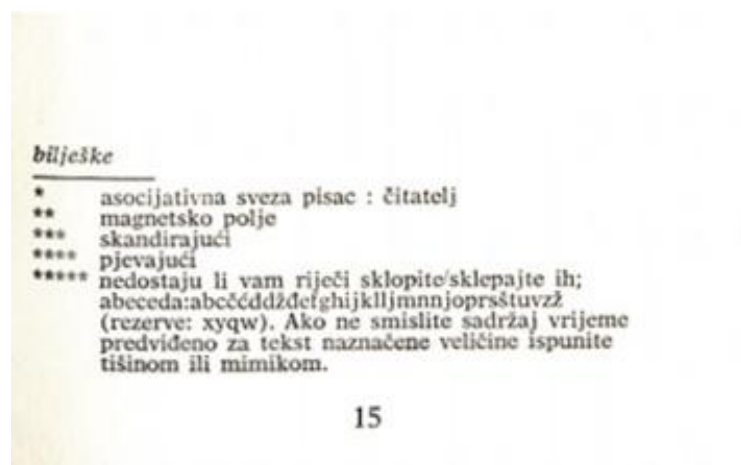 bilješke
* asocijativna sveza pisac : čitatelj
** magnetsko polje
*** skandirajući
**** pjevajući
***** nedostaju li vam riječi sklopite/sklepajte ih;
abeceda:abcčćddždefghijklljmnnjoprsštuvzž
(rezerve: xyqw). Ako ne smislite sadržaj vrijeme
predviđeno za tekst naznačene veličine ispunite
tišinom ili mimikom.
15